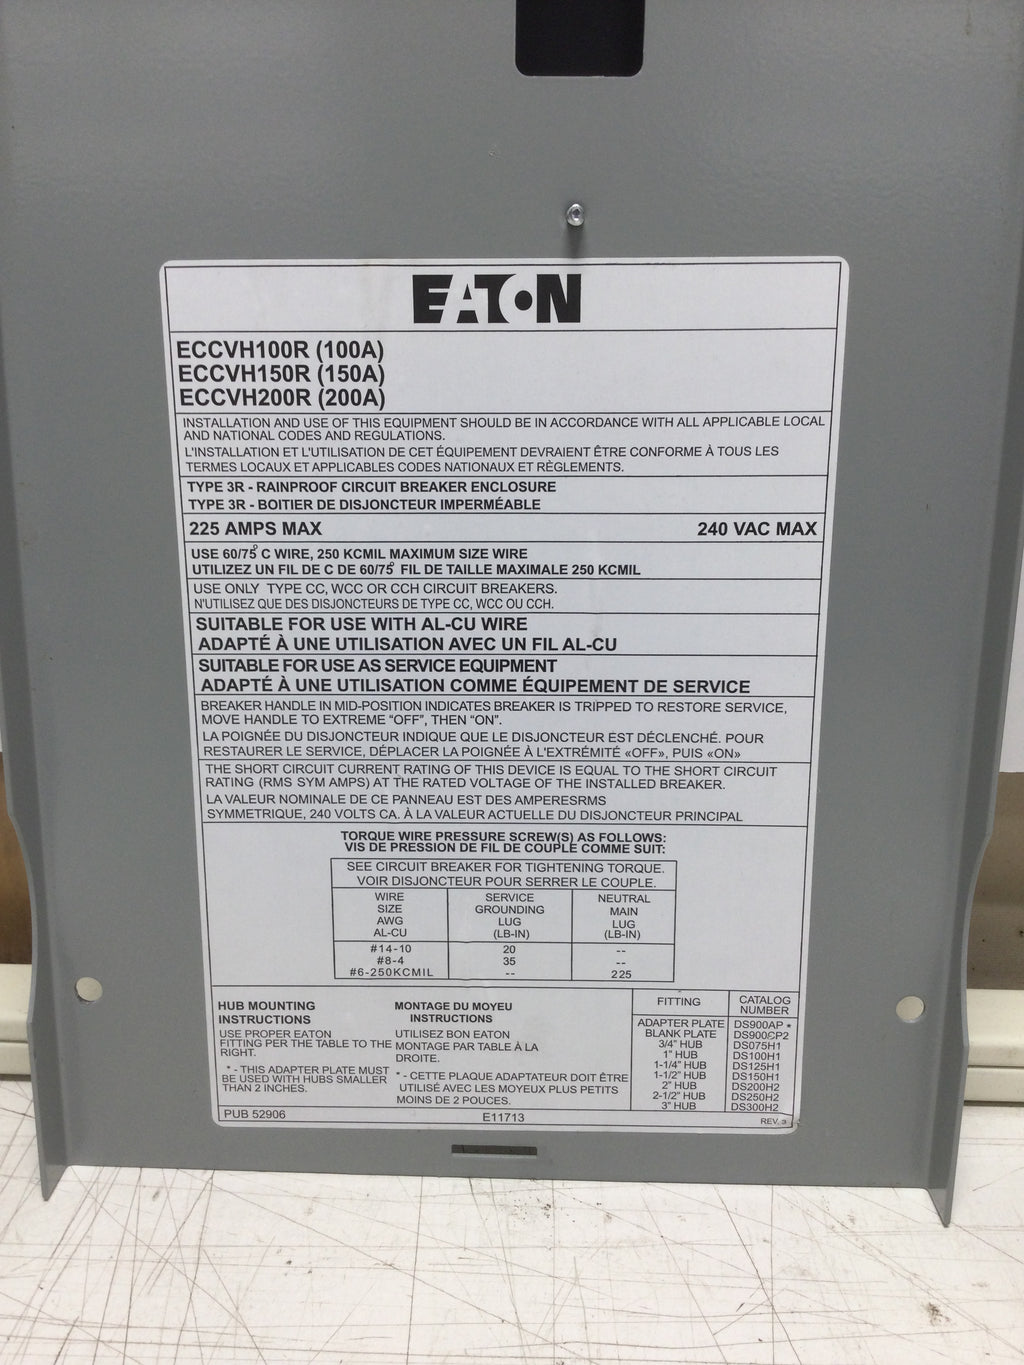 EATON
ECCVH100R (100A)
ECCVH150R (150A)
ECCVH200R (200A)
INSTALLATION AND USE OF THIS EQUIPMENT SHOULD BE IN ACCORDANCE WITH ALL APPLICABLE LOCAL
AND NATIONAL CODES AND REGULATIONS.
L'INSTALLATION ET L'UTILISATION DE CET ÉQUIPEMENT DEVRAIENT ÊTRE CONFORME À TOUS LES
TERMES LOCAUX ET APPLICABLES CODES NATIONAUX ET RÈGLEMENTS.
TYPE 3R - RAINPROOF CIRCUIT BREAKER ENCLOSURE
TYPE 3R - BOITIER DE DISJONCTEUR IMPERMÉABLE
225 AMPS MAX 240 VAC MAX
USE 60/75° C WIRE, 250 KCMIL MAXIMUM SIZE WIRE
UTILIZEZ UN FIL DE C DE 60/75° FIL DE TAILLE MAXIMALE 250 KCMIL
USE ONLY TYPE CC, WCC OR CCH CIRCUIT BREAKERS.
N'UTILISEZ QUE DES DISJONCTEURS DE TYPE CC, WCC OU CCH.
SUITABLE FOR USE WITH AL-CU WIRE
ADAPTÉ À UNE UTILISATION AVEC UN FIL AL-CU
SUITABLE FOR USE AS SERVICE EQUIPMENT
ADAPTÉ À UNE UTILISATION COMME ÉQUIPEMENT DE SERVICE
BREAKER HANDLE IN MID-POSITION INDICATES BREAKER IS TRIPPED TO RESTORE SERVICE,
MOVE HANDLE TO EXTREME “OFF”, THEN “ON”.
LA POIGNÉE DU DISJONCTEUR INDIQUE QUE LE DISJONCTEUR EST DÉCLENCHÉ. POUR
RESTAURER LE SERVICE, DÉPLACER LA POIGNÉE À L'EXTRÉMITÉ «OFF», PUIS «ON»
THE SHORT CIRCUIT CURRENT RATING OF THIS DEVICE IS EQUAL TO THE SHORT CIRCUIT
RATING (RMS SYM AMPS) AT THE RATED VOLTAGE OF THE INSTALLED BREAKER.
LA VALEUR NOMINALE DE CE PANNEAU EST DES AMPERESRMS
SYMMETRIQUE, 240 VOLTS CA. À LA VALEUR ACTUELLE DU DISJONCTEUR PRINCIPAL
TORQUE WIRE PRESSURE SCREW(S) AS FOLLOWS:
VIS DE PRESSION DE FIL DE COUPLE COMME SUIT:
SEE CIRCUIT BREAKER FOR TIGHTENING TORQUE.
VOIR DISJONCTEUR POUR SERRER LE COUPLE.
WIRE SERVICE NEUTRAL
SIZE GROUNDING MAIN
AWG LUG LUG
AL-CU (LB-IN) (LB-IN)
#14-10 20 --
#8-4 35 --
#6-250KCMIL -- 225
HUB MOUNTING
INSTRUCTIONS
USE PROPER EATON
FITTING PER THE TABLE TO THE
RIGHT.
* - THIS ADAPTER PLATE MUST
BE USED WITH HUBS SMALLER
THAN 2 INCHES.
MONTAGE DU MOYEU
INSTRUCTIONS
UTILISEZ BON EATON
MONTAGE PAR TABLE À LA
DROITE.
* - CETTE PLAQUE ADAPTATEUR DOIT ÊTRE
UTILISÉ AVEC LES MOYEUX PLUS PETITS
MOINS DE 2 POUCES.
FITTING CATALOG
NUMBER
ADAPTER PLATE DS900AP *
BLANK PLATE DS900CP2
3/4" HUB DS075H1
1" HUB DS100H1
1-1/4" HUB DS125H1
1-1/2" HUB DS150H1
2" HUB DS200H2
2-1/2" HUB DS250H2
3" HUB DS300H2
PUB 52906 E11713 REV. 3